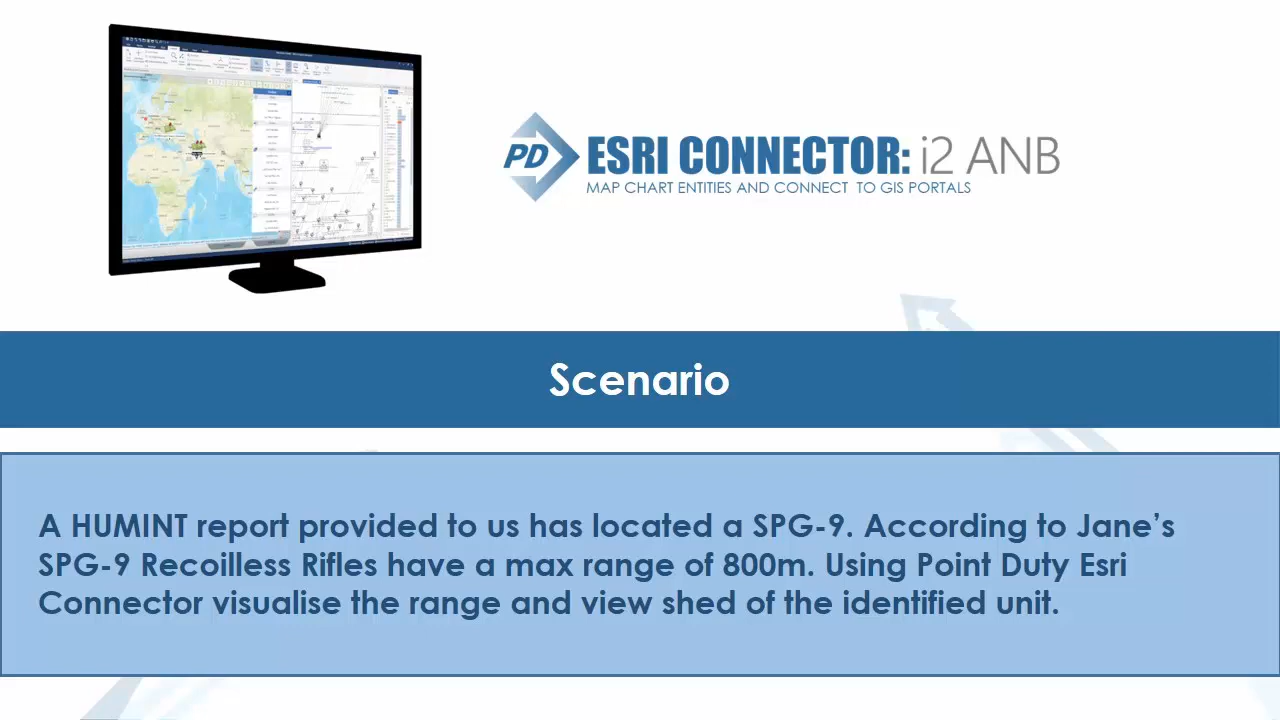 PD ESRI CONNECTOR: i2 ANB
MAP CHART ENTITIES AND CONNECT TO GIS PORTALS
Scenario
A HUMINT report provided to us has located a SPG-9. According to Jane’s
SPG-9 Recoilless Rifles have a max range of 800m. Using Point Duty Esri
Connector visualise the range and view shed of the identified unit.